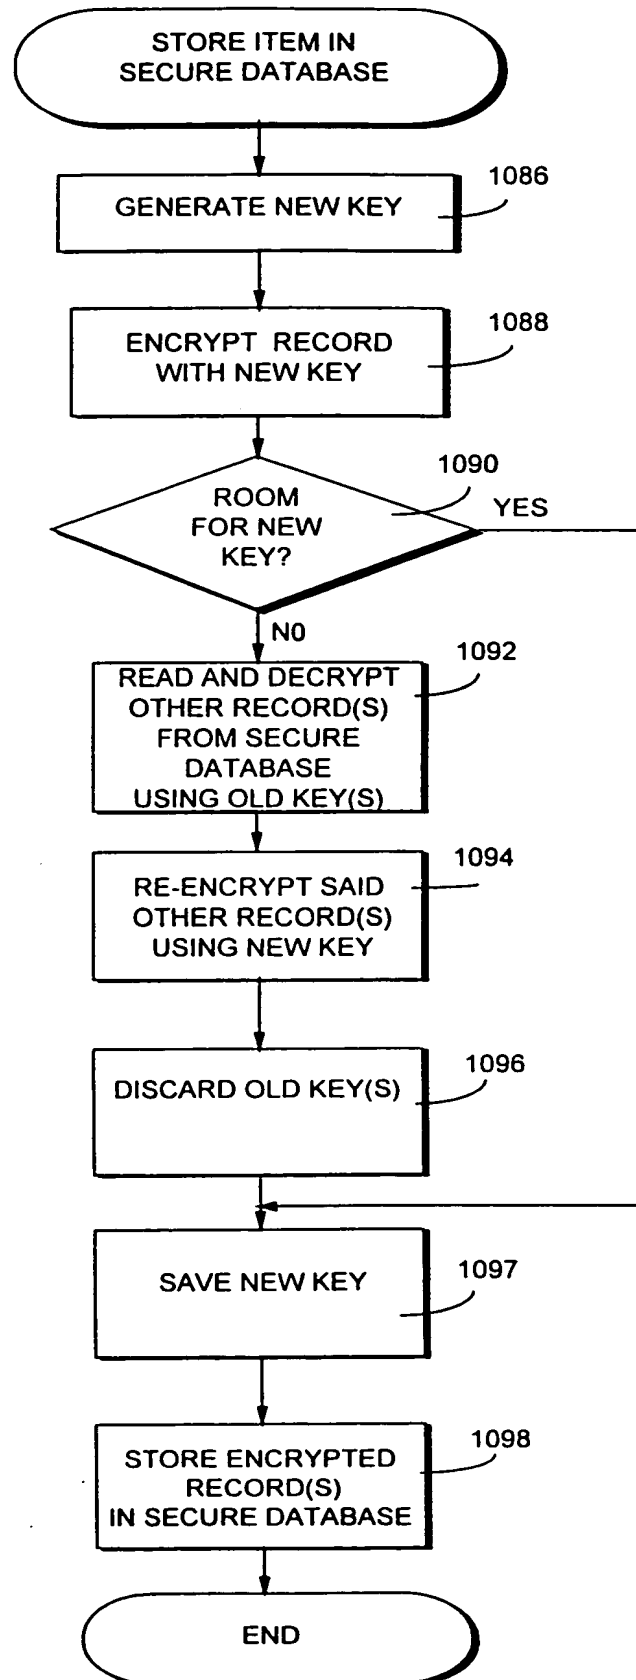 STORE ITEM IN
SECURE DATABASE
1086
GENERATE NEW KEY
1088
ENCRYPT RECORD
WITH NEW KEY
1090
ROOM
FOR NEW
KEY?
YES
N0
1092
READ AND DECRYPT
OTHER RECORD(S)
FROM SECURE
DATABASE
USING OLD KEY(S)
1094
RE-ENCRYPT SAID
OTHER RECORD(S)
USING NEW KEY
1096
DISCARD OLD KEY(S)
1097
SAVE NEW KEY
1098
STORE ENCRYPTED
RECORD(S)
IN SECURE DATABASE
END